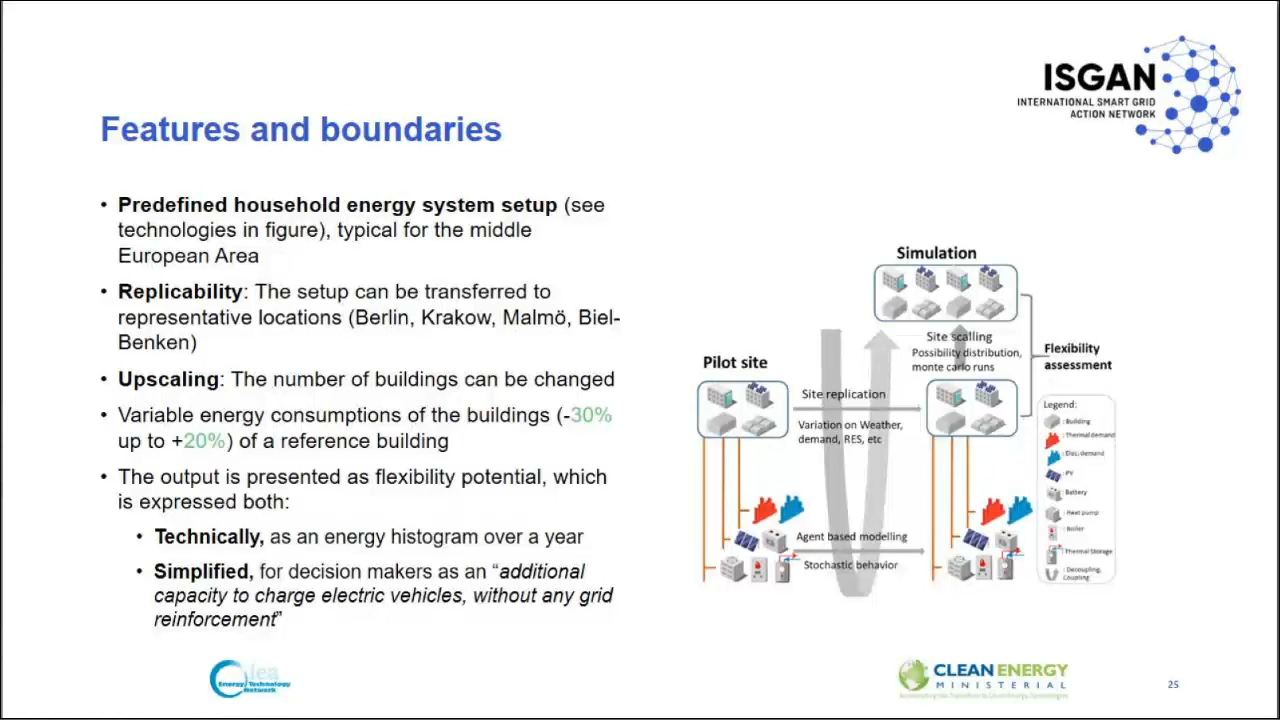 ISGAN
INTERNATIONAL SMART GRID
ACTION NETWORK
Features and boundaries
• Predefined household energy system setup (see
technologies in figure), typical for the middle
European Area
• Replicability: The setup can be transferred to
representative locations (Berlin, Krakow, Malmö, Biel-
Benken)
• Upscaling: The number of buildings can be changed
• Variable energy consumptions of the buildings (-30%
up to +20%) of a reference building
• The output is presented as flexibility potential, which
is expressed both:
• Technically, as an energy histogram over a year
• Simplified, for decision makers as an “additional
capacity to charge electric vehicles, without any grid
reinforcement”
Simulation
Site scalling
Possibility distribution,
monte carlo runs
Flexibility
assessment
Pilot site
Site replication
Variation on Weather,
demand, RES, etc
Agent based modelling
Stochastic behavior
Legend:
: Building
: Thermal demand
: Elec. demand
: PV
: Battery
: Heat pump
: Boiler
: Thermal Storage
: Decoupling,
Coupling
iea
Energy Technology
Network
CLEAN ENERGY
MINISTERIAL
25